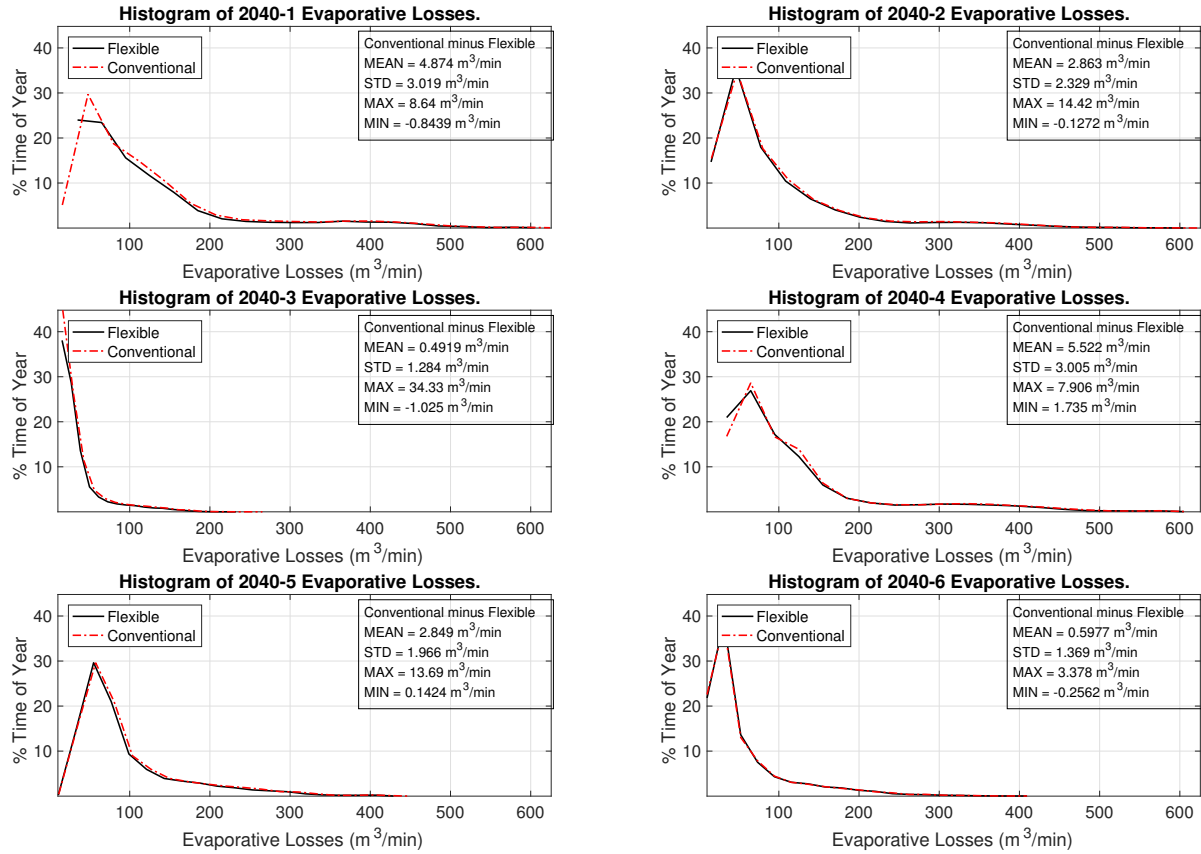 Histogram of 2040-1 Evaporative Losses.
% Time of Year
40
30
20
10
Flexible
Conventional
Conventional minus Flexible
MEAN = 4.874 m³/min
STD = 3.019 m³/min
MAX = 8.64 m³/min
MIN = -0.8439 m³/min
100 200 300 400 500 600
Evaporative Losses (m³/min)
Histogram of 2040-2 Evaporative Losses.
% Time of Year
40
30
20
10
Flexible
Conventional
Conventional minus Flexible
MEAN = 2.863 m³/min
STD = 2.329 m³/min
MAX = 14.42 m³/min
MIN = -0.1272 m³/min
100 200 300 400 500 600
Evaporative Losses (m³/min)
Histogram of 2040-3 Evaporative Losses.
% Time of Year
40
30
20
10
Flexible
Conventional
Conventional minus Flexible
MEAN = 0.4919 m³/min
STD = 1.284 m³/min
MAX = 34.33 m³/min
MIN = -1.025 m³/min
100 200 300 400 500 600
Evaporative Losses (m³/min)
Histogram of 2040-4 Evaporative Losses.
% Time of Year
40
30
20
10
Flexible
Conventional
Conventional minus Flexible
MEAN = 5.522 m³/min
STD = 3.005 m³/min
MAX = 7.906 m³/min
MIN = 1.735 m³/min
100 200 300 400 500 600
Evaporative Losses (m³/min)
Histogram of 2040-5 Evaporative Losses.
% Time of Year
40
30
20
10
Flexible
Conventional
Conventional minus Flexible
MEAN = 2.849 m³/min
STD = 1.966 m³/min
MAX = 13.69 m³/min
MIN = 0.1424 m³/min
100 200 300 400 500 600
Evaporative Losses (m³/min)
Histogram of 2040-6 Evaporative Losses.
% Time of Year
40
30
20
10
Flexible
Conventional
Conventional minus Flexible
MEAN = 0.5977 m³/min
STD = 1.369 m³/min
MAX = 3.378 m³/min
MIN = -0.2562 m³/min
100 200 300 400 500 600
Evaporative Losses (m³/min)